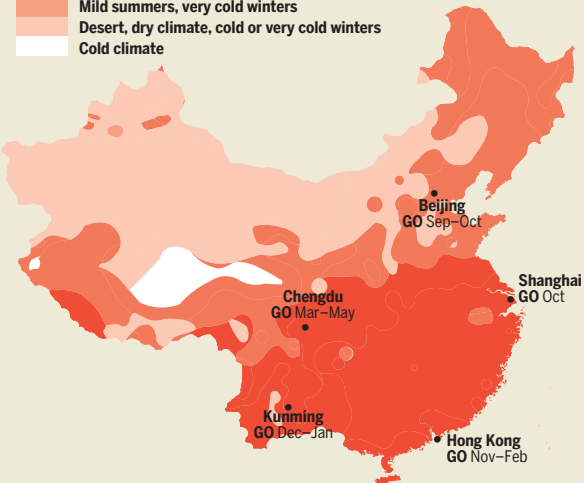 Mild summers, very cold winters
Desert, dry climate, cold or very cold winters
Cold climate
Beijing
GO Sep–Oct
Shanghai
GO Oct
Chengdu
GO Mar–May
Kunming
GO Dec–Jan
Hong Kong
GO Nov–Feb